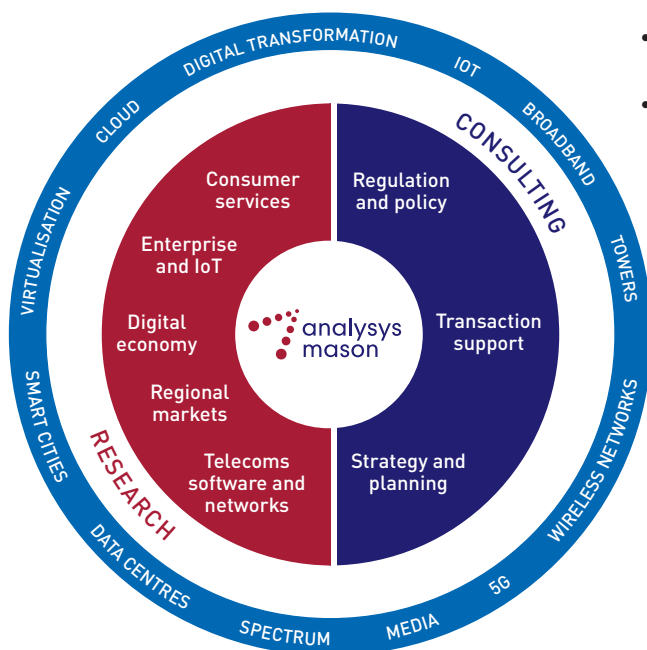 DIGITAL TRANSFORMATION
IOT
BROADBAND
TOWERS
WIRELESS NETWORKS
5G
MEDIA
SPECTRUM
DATA CENTRES
SMART CITIES
VIRTUALISATION
CLOUD
CONSULTING
RESEARCH
Consumer
services
Enterprise
and IoT
Digital
economy
Regional
markets
Telecoms
software and
networks
analysys
mason
Regulation
and policy
Transaction
support
Strategy and
planning